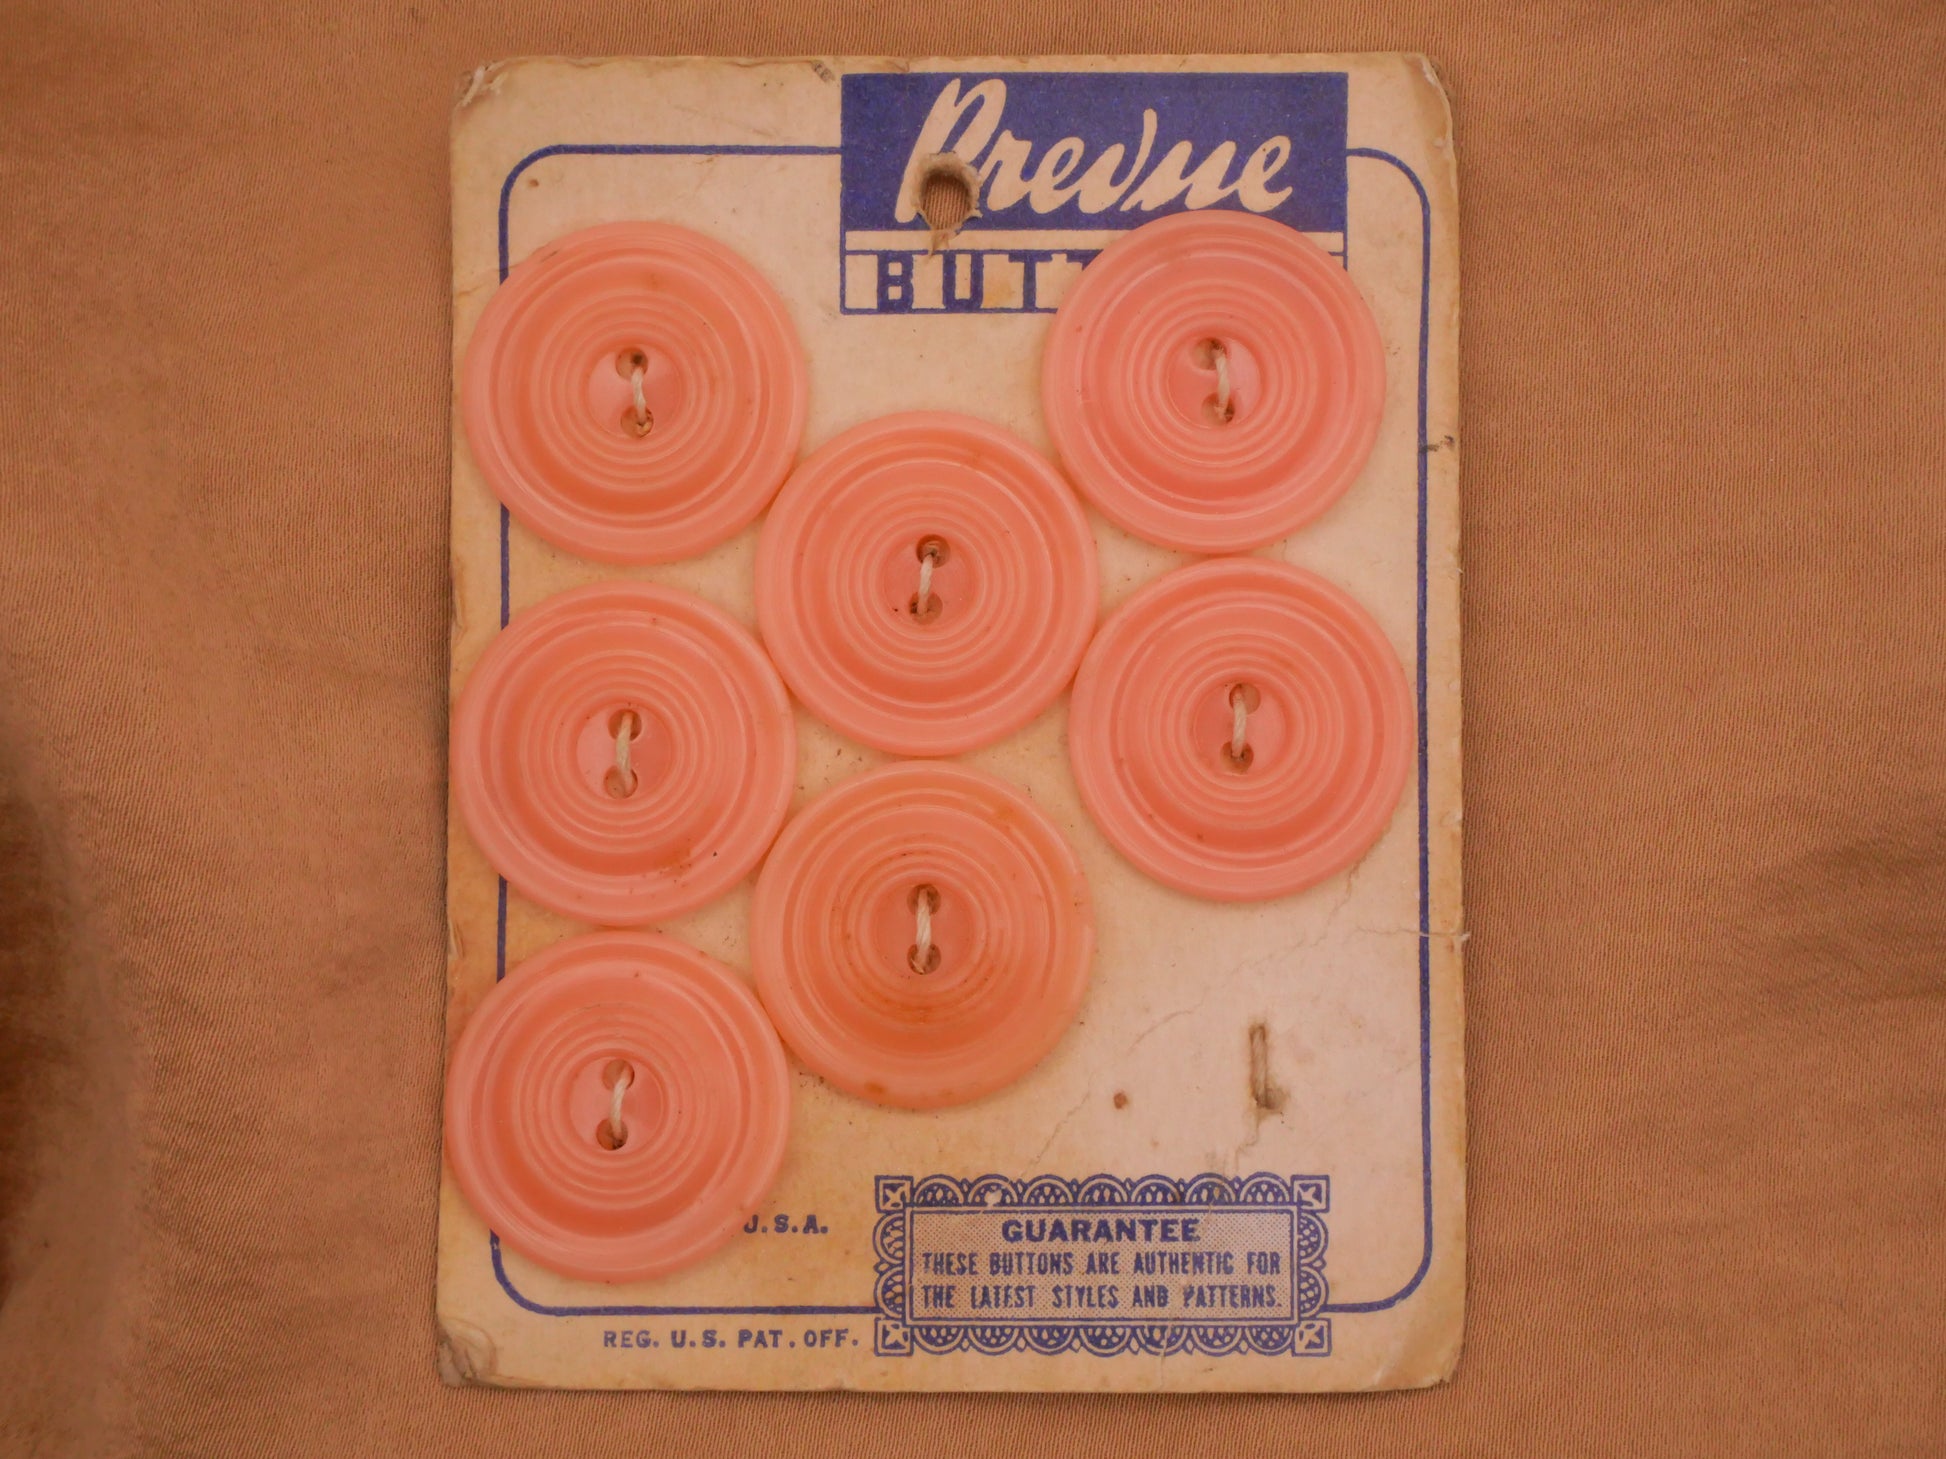 Prevue
BUT
U.S.A.
GUARANTEE
THESE BUTTONS ARE AUTHENTIC FOR
THE LATEST STYLES AND PATTERNS.
REG. U.S. PAT. OFF.